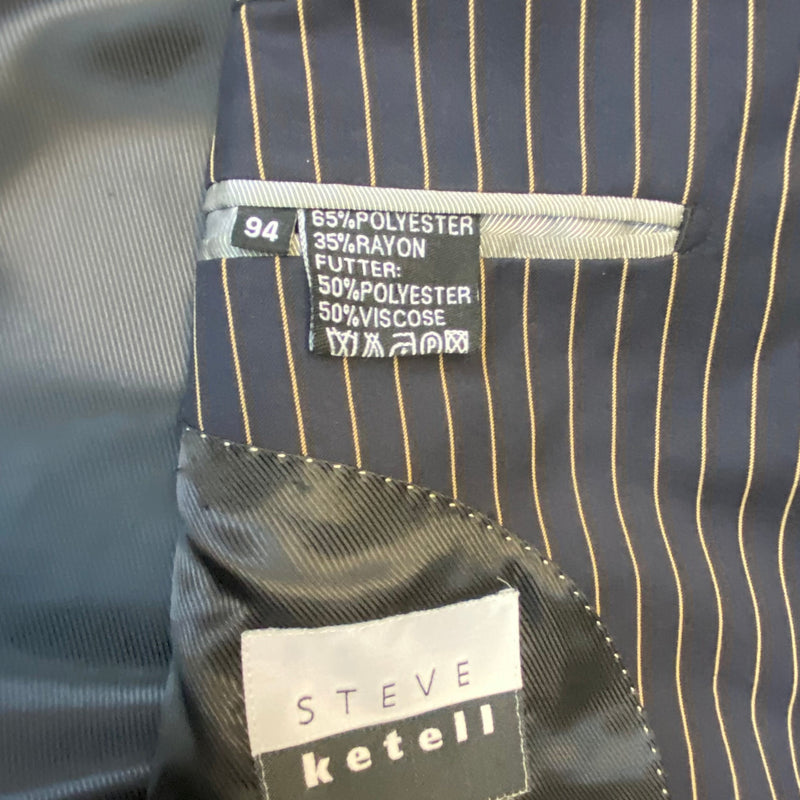 94
65%POLYESTER
35%RAYON
FUTTER:
50%POLYESTER
50%VISCOSE
P
STEVE
ketell